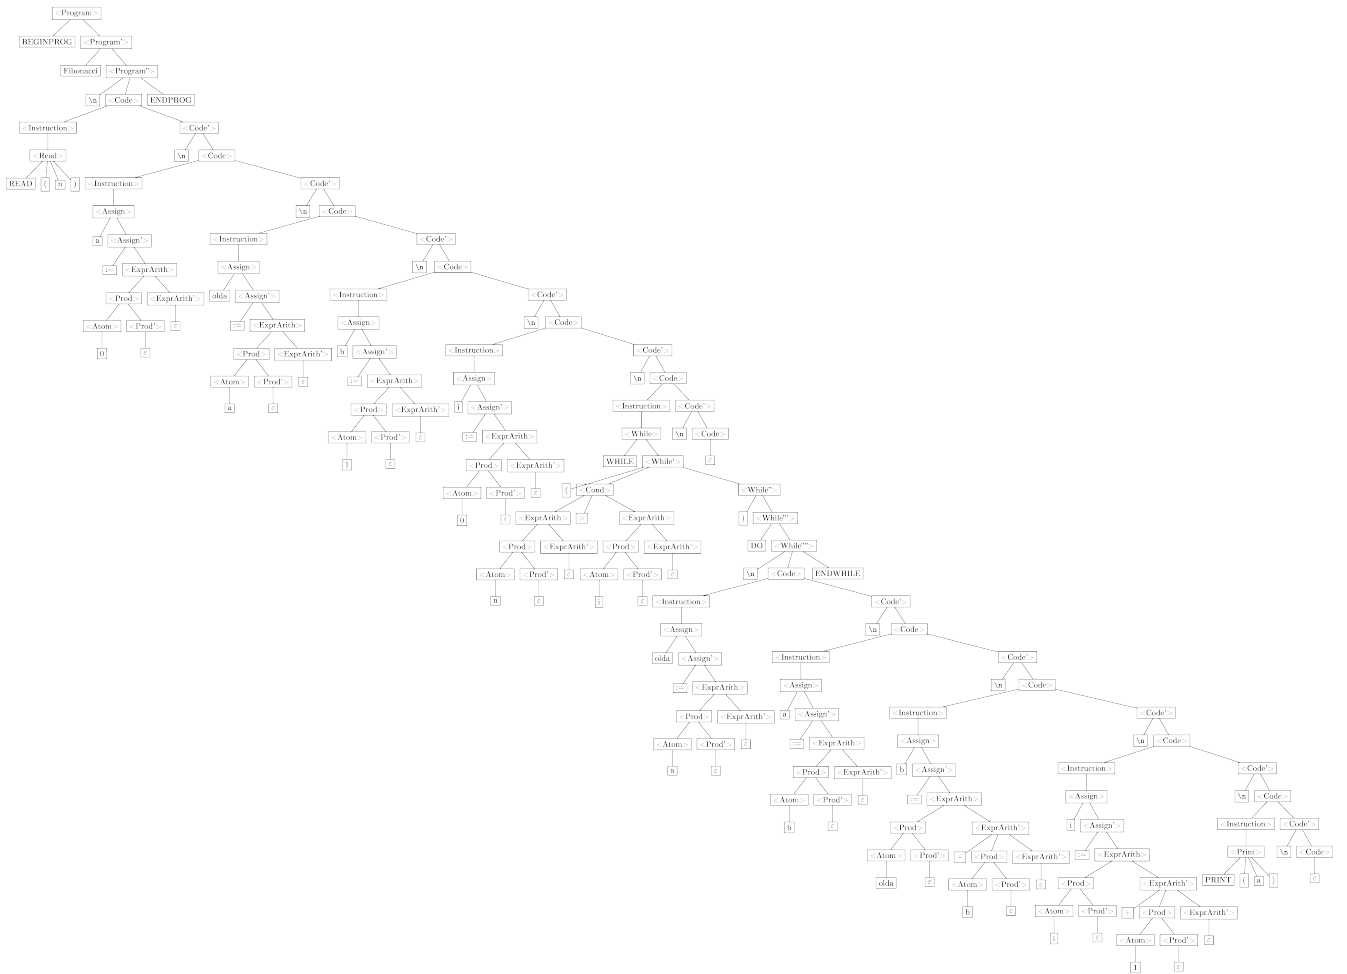 <Program>
BEGINPROG <Program'>
Fibonacci <Program''>
\n <Code> ENDPROG
<Instruction> <Code'>
<Read> \n <Code>
READ ( n ) <Instruction> <Code'>
<Assign> \n <Code>
a <Assign'> <Instruction> <Code'>
:= <ExprArith> <Assign> \n <Code>
<Prod> <ExprArith'> olda <Assign'> <Instruction> <Code'>
<Atom> <Prod'> ε := <ExprArith> <Assign> \n <Code>
0 ε <Prod> <ExprArith'> b <Assign'> <Instruction> <Code'>
<Atom> <Prod'> ε := <ExprArith> <Assign> \n <Code>
a ε <Prod> <ExprArith'> i <Assign'> <Instruction> <Code'>
<Atom> <Prod'> ε := <ExprArith> <While> \n <Code>
1 ε <Prod> <ExprArith'> WHILE <While'> ε
<Atom> <Prod'> ε ( <Cond> <While''>
0 ε <ExprArith> > <ExprArith> ) <While'''>
<Prod> <ExprArith'> <Prod> <ExprArith'> DO <While''''>
<Atom> <Prod'> ε <Atom> <Prod'> ε \n <Code> ENDWHILE
n ε i ε <Instruction> <Code'>
<Assign> \n <Code>
olda <Assign'> <Instruction> <Code'>
:= <ExprArith> <Assign> \n <Code>
<Prod> <ExprArith'> a <Assign'> <Instruction> <Code'>
<Atom> <Prod'> ε := <ExprArith> <Assign> \n <Code>
a ε <Prod> <ExprArith'> b <Assign'> <Instruction> <Code'>
<Atom> <Prod'> ε := <ExprArith> <Assign> \n <Code>
b ε <Prod> <ExprArith'> i <Assign'> <Instruction> <Code'>
<Atom> <Prod'> + <Prod> <ExprArith'> := <ExprArith> <Print> \n <Code>
olda ε <Atom> <Prod'> ε <Prod> <ExprArith'> PRINT ( a ) ε
b ε <Atom> <Prod'> + <Prod> <ExprArith'>
i ε <Atom> <Prod'> ε
1 ε